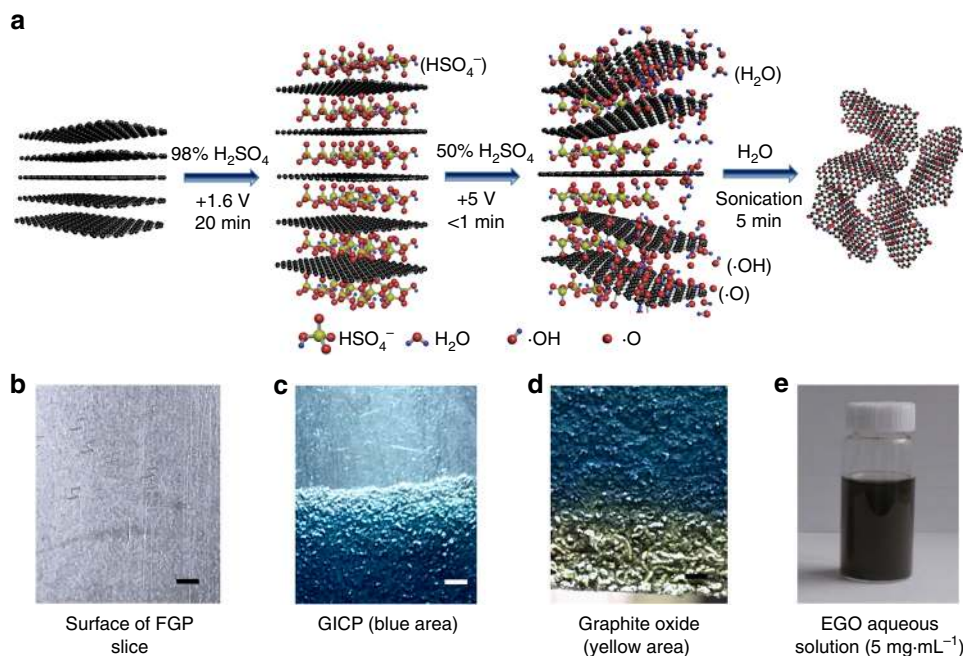 a
(HSO₄⁻)
(H₂O)
98% H₂SO₄
+1.6 V
20 min
50% H₂SO₄
+5 V
<1 min
H₂O
Sonication
5 min
(·OH)
(·O)
HSO₄⁻ H₂O ·OH ·O
b c d e
Surface of FGP
slice
GICP (blue area)
Graphite oxide
(yellow area)
EGO aqueous
solution (5 mg·mL⁻¹)